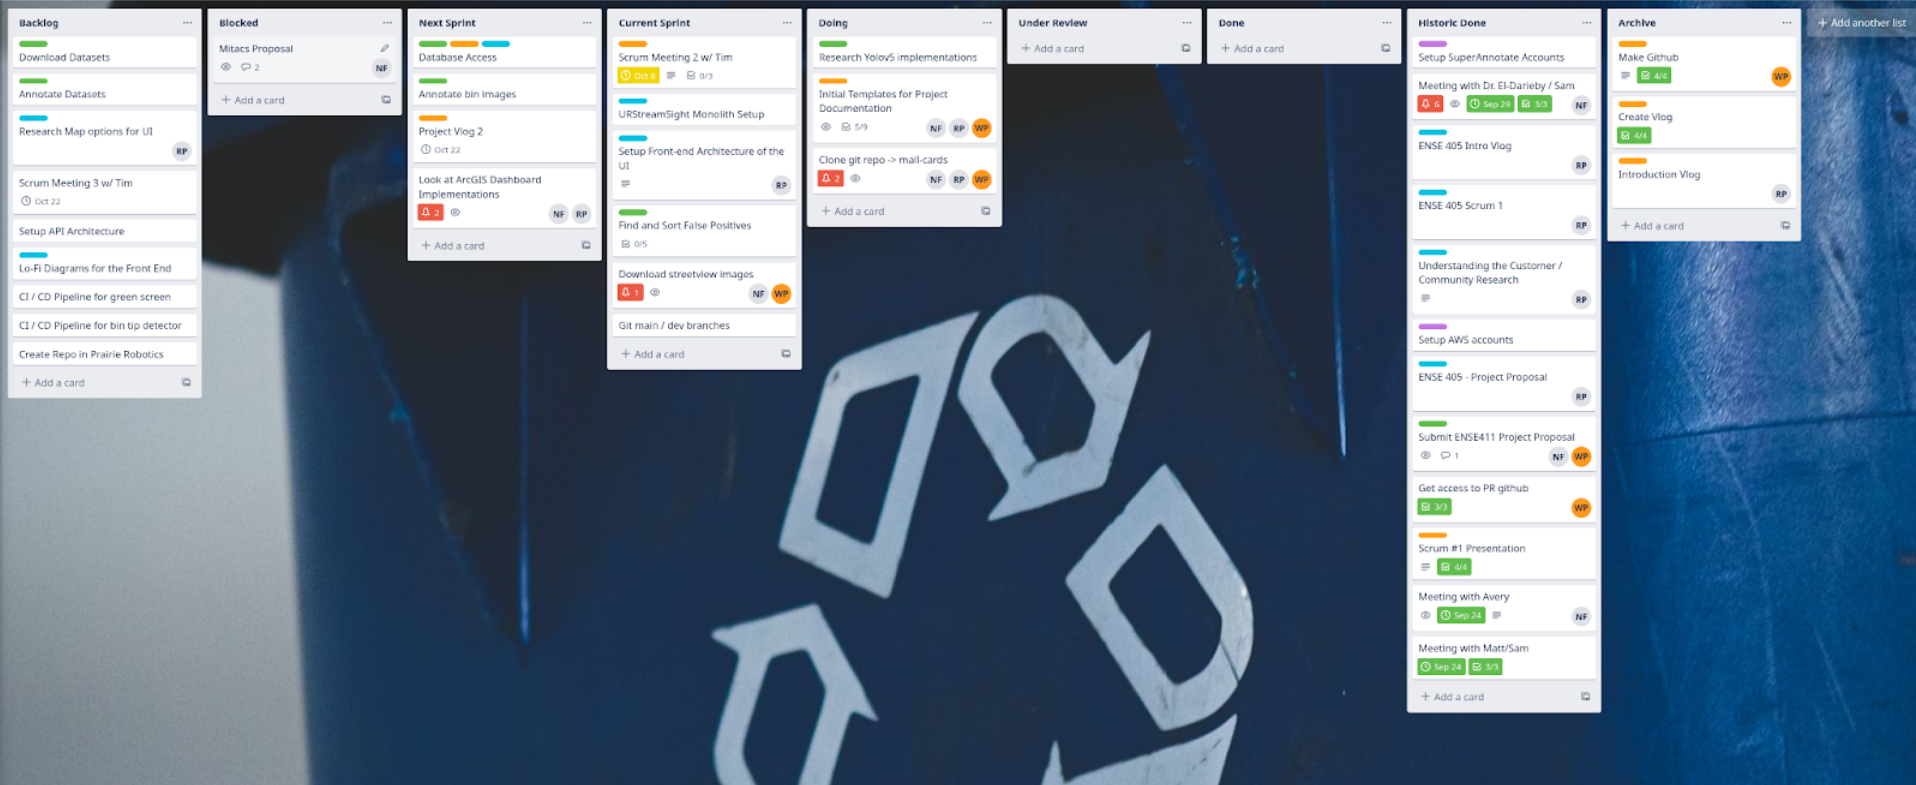 Backlog
Download Datasets
Annotate Datasets
Research Map options for UI
RP
Scrum Meeting 3 w/ Tim
Oct 22
Setup API Architecture
Lo-Fi Diagrams for the Front End
CI / CD Pipeline for green screen
CI / CD Pipeline for bin tip detector
Create Repo in Prairie Robotics
+ Add a card
Blocked
Mitacs Proposal
2
NF
+ Add a card
Next Sprint
Database Access
Annotate bin images
Project Vlog 2
Oct 22
Look at ArcGIS Dashboard
Implementations
2
NF RP
+ Add a card
Current Sprint
Scrum Meeting 2 w/ Tim
Oct 8 0/3
URStreamSight Monolith Setup
Setup Front-end Architecture of the
UI
RP
Find and Sort False Positives
0/5
Download streetview images
1 NF WP
Git main / dev branches
+ Add a card
Doing
Research Yolov5 implementations
Initial Templates for Project
Documentation
5/9 NF RP WP
Clone git repo -> mail-cards
2 NF RP WP
+ Add a card
Under Review
+ Add a card
Done
+ Add a card
Historic Done
Setup SuperAnnotate Accounts
Meeting with Dr. El-Darieby / Sam
6 Sep 29 3/3 NF
ENSE 405 Intro Vlog
RP
ENSE 405 Scrum 1
RP
Understanding the Customer /
Community Research
RP
Setup AWS accounts
ENSE 405 - Project Proposal
RP
Submit ENSE411 Project Proposal
1 NF WP
Get access to PR github
3/3 WP
Scrum #1 Presentation
4/4
Meeting with Avery
Sep 24 NF
Meeting with Matt/Sam
Sep 24 3/3
+ Add a card
Archive
Make Github
4/4 WP
Create Vlog
4/4
Introduction Vlog
RP
+ Add a card
+ Add another list